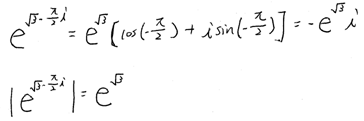 e^{√3 - π/2 i} = e^{√3} [cos(-π/2) + i sin(-π/2)] = -e^{√3} i
|e^{√3 - π/2 i}| = e^{√3}